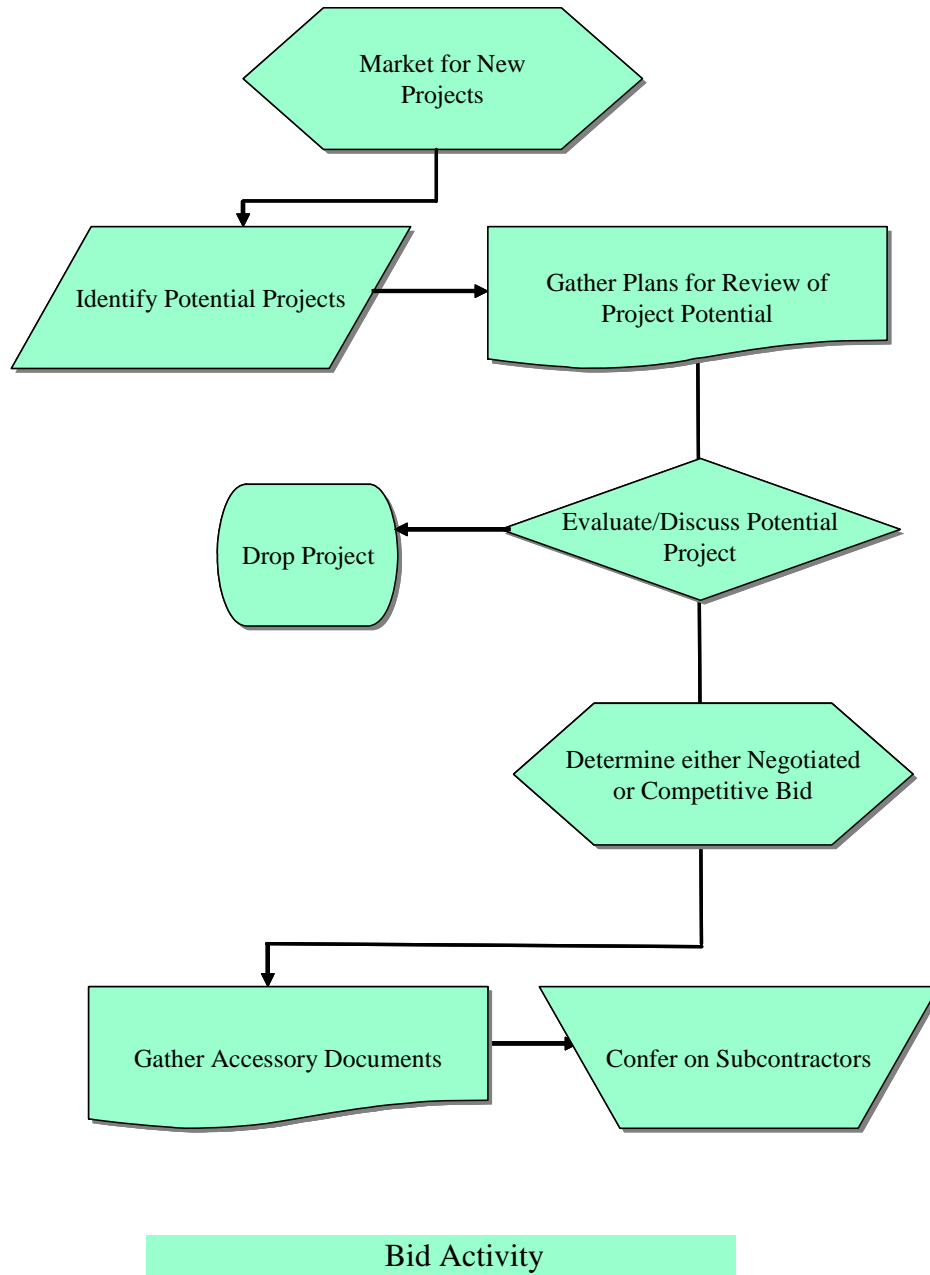 Market for New
Projects
Identify Potential Projects
Gather Plans for Review of
Project Potential
Evaluate/Discuss Potential
Project
Drop Project
Determine either Negotiated
or Competitive Bid
Gather Accessory Documents
Confer on Subcontractors
Bid Activity